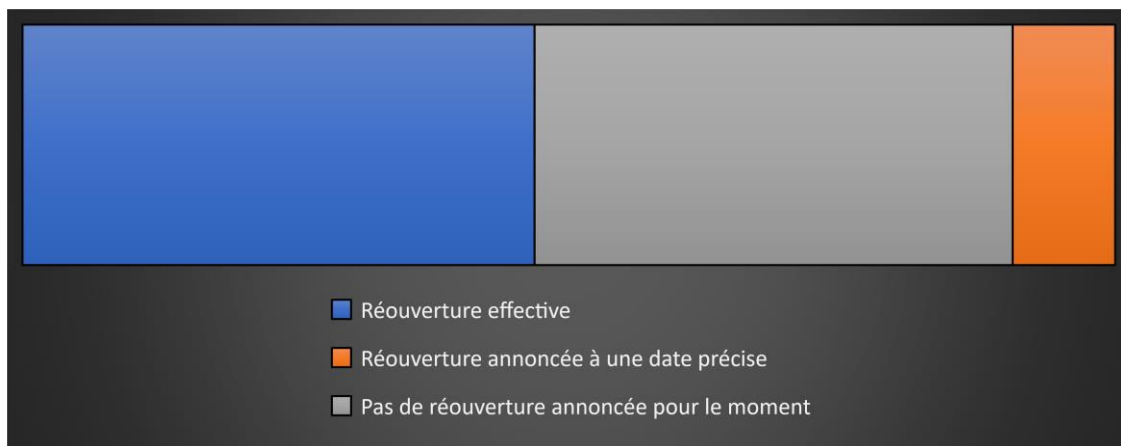 Réouverture effective
Réouverture annoncée à une date précise
Pas de réouverture annoncée pour le moment